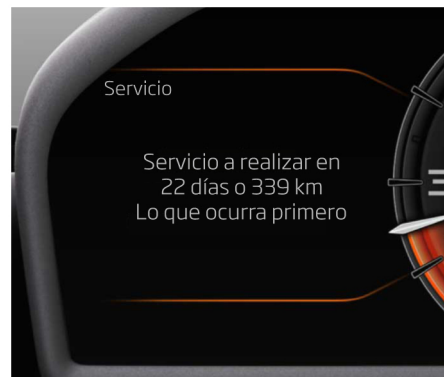 Servicio
Servicio a realizar en
22 días o 339 km
Lo que ocurra primero